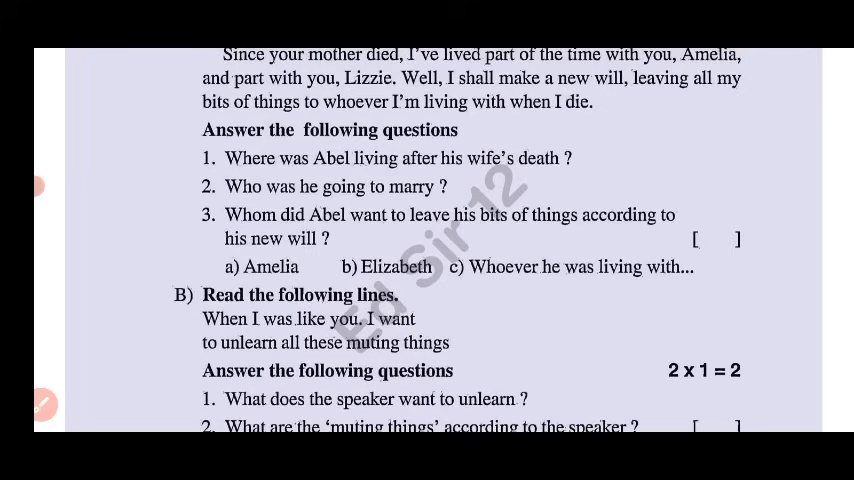 Since your mother died, I've lived part of the time with you, Amelia,
and part with you, Lizzie. Well, I shall make a new will, leaving all my
bits of things to whoever I'm living with when I die.
Answer the following questions
1. Where was Abel living after his wife's death ?
2. Who was he going to marry ?
3. Whom did Abel want to leave his bits of things according to
his new will ? [ ]
a) Amelia b) Elizabeth c) Whoever he was living with...
B) Read the following lines.
When I was like you. I want
to unlearn all these muting things
Answer the following questions 2 x 1 = 2
1. What does the speaker want to unlearn ?
2. What are the 'muting things' according to the speaker ? [ ]
Ed Sir 12